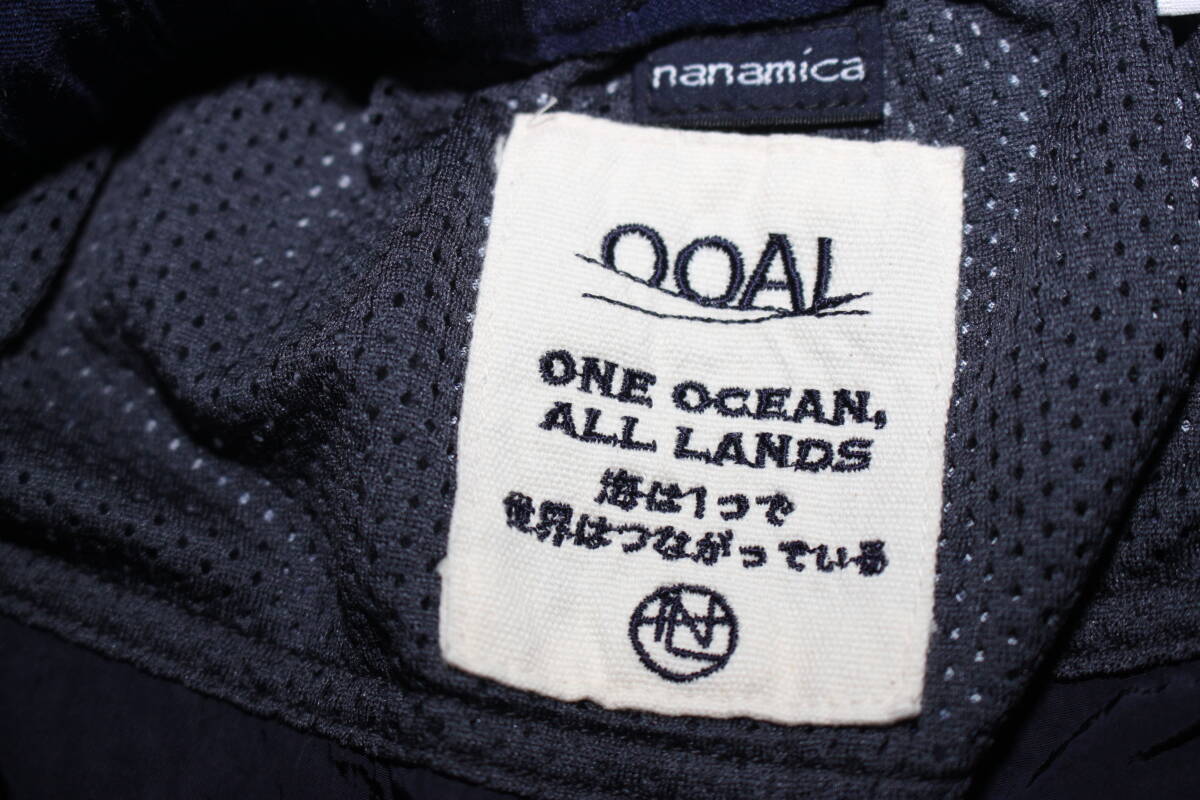 nanamica
OOAL
ONE OCEAN,
ALL LANDS
海は1つで
世界はつながっている